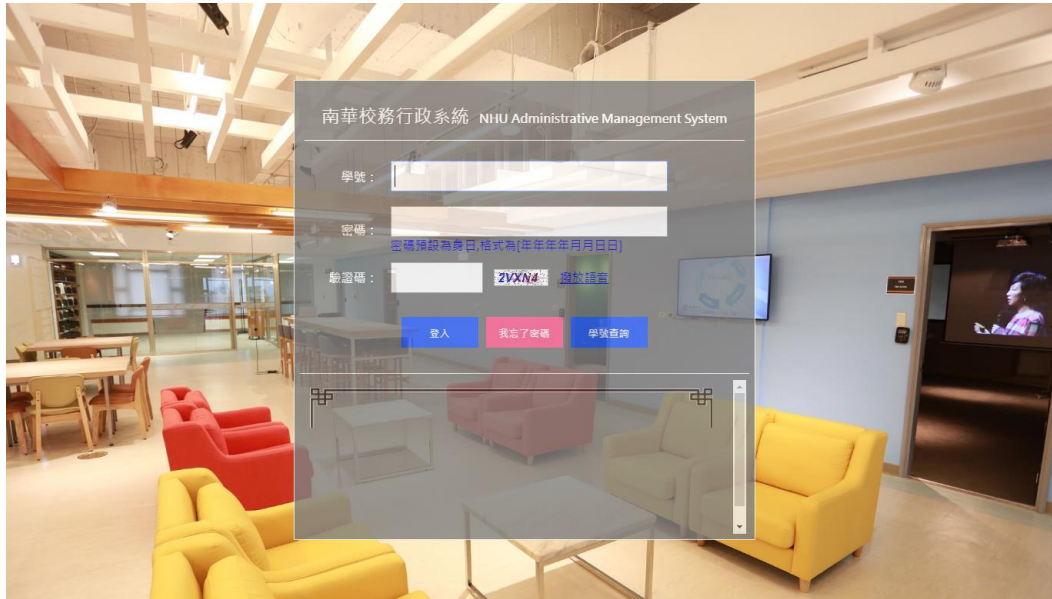 南華校務行政系統 NHU Administrative Management System
學號：
密碼：
密碼預設為身日,格式為[年年年年月月日日]
驗證碼： 2VXN4 撥放語音
登入 我忘了密碼 學號查詢